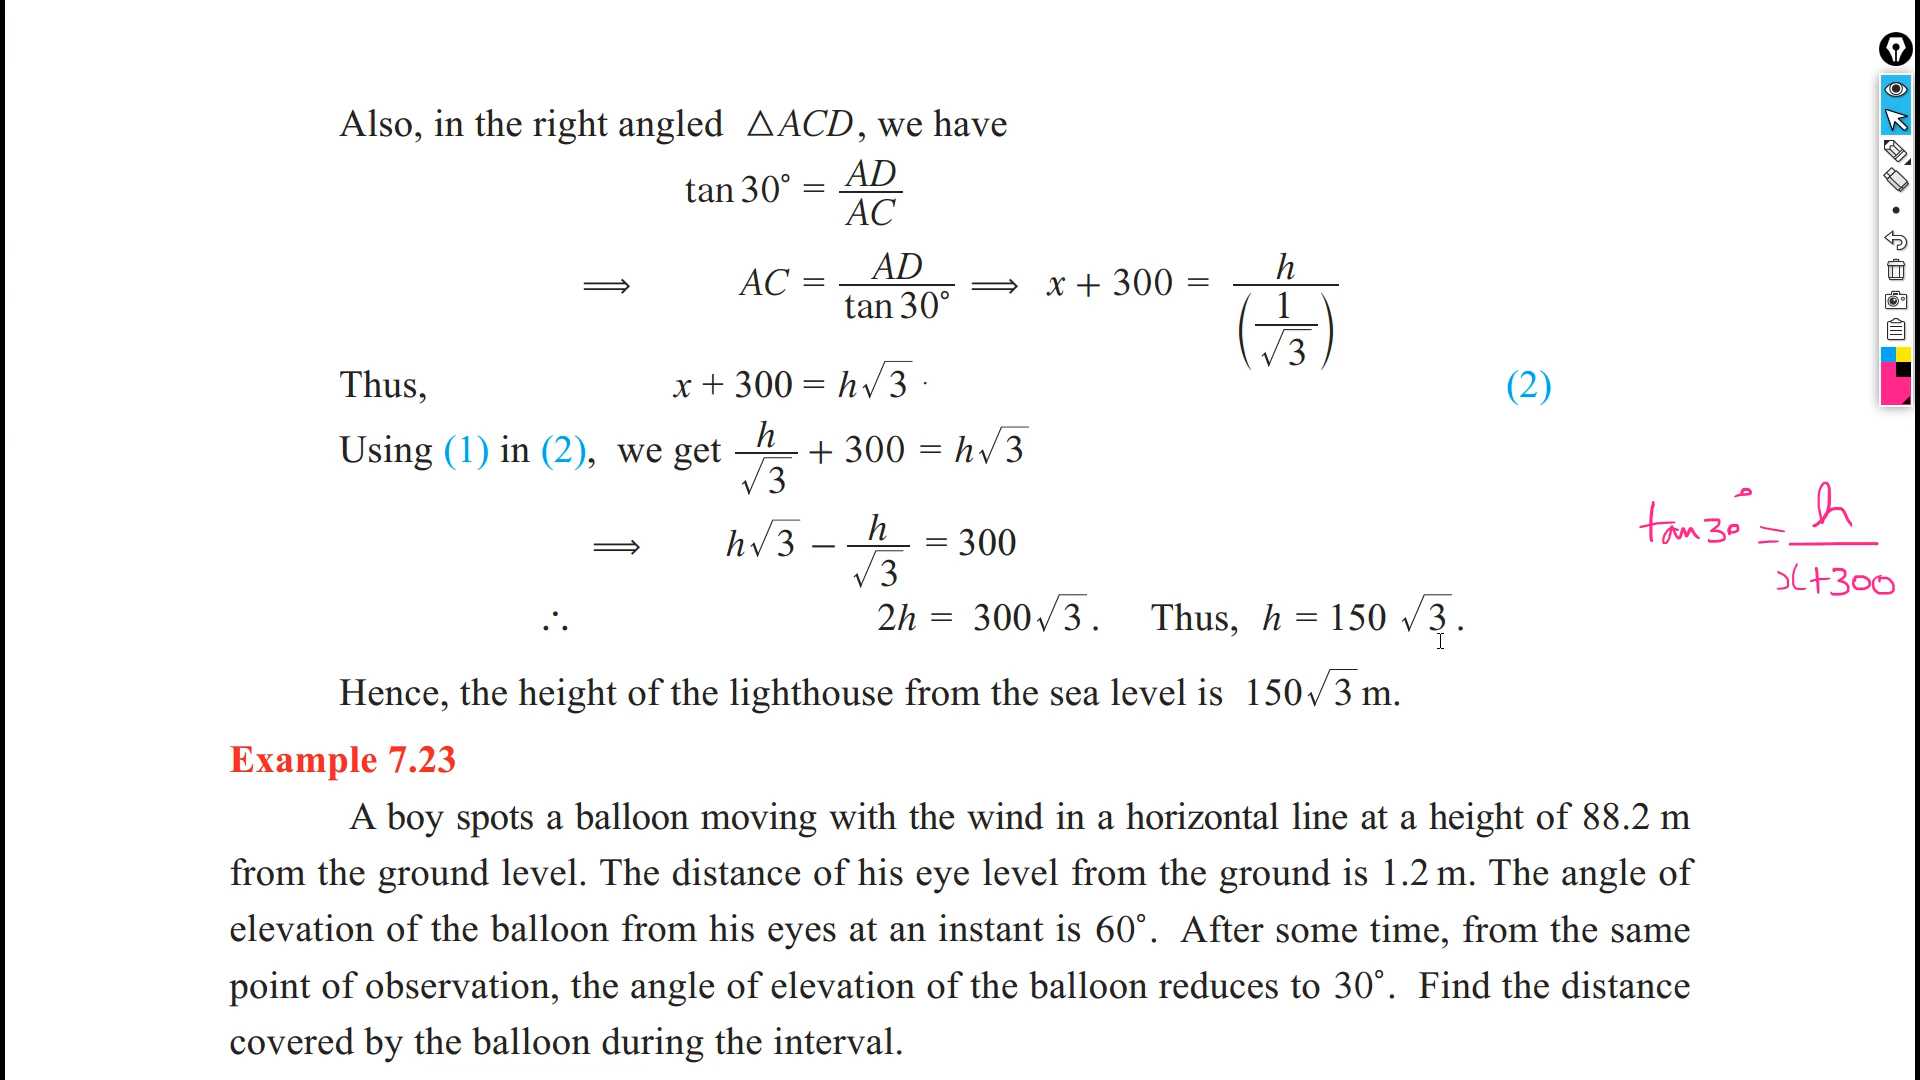 Also, in the right angled △ACD, we have
tan 30° = AD/AC
⟹ AC = AD/tan 30° ⟹ x + 300 = h/(1/√3)
Thus, x + 300 = h√3 . (2)
Using (1) in (2), we get h/√3 + 300 = h√3
⟹ h√3 − h/√3 = 300
tan 30° = h/x+300
∴ 2h = 300√3. Thus, h = 150 √3.
Hence, the height of the lighthouse from the sea level is 150√3 m.
Example 7.23
A boy spots a balloon moving with the wind in a horizontal line at a height of 88.2 m
from the ground level. The distance of his eye level from the ground is 1.2 m. The angle of
elevation of the balloon from his eyes at an instant is 60°. After some time, from the same
point of observation, the angle of elevation of the balloon reduces to 30°. Find the distance
covered by the balloon during the interval.